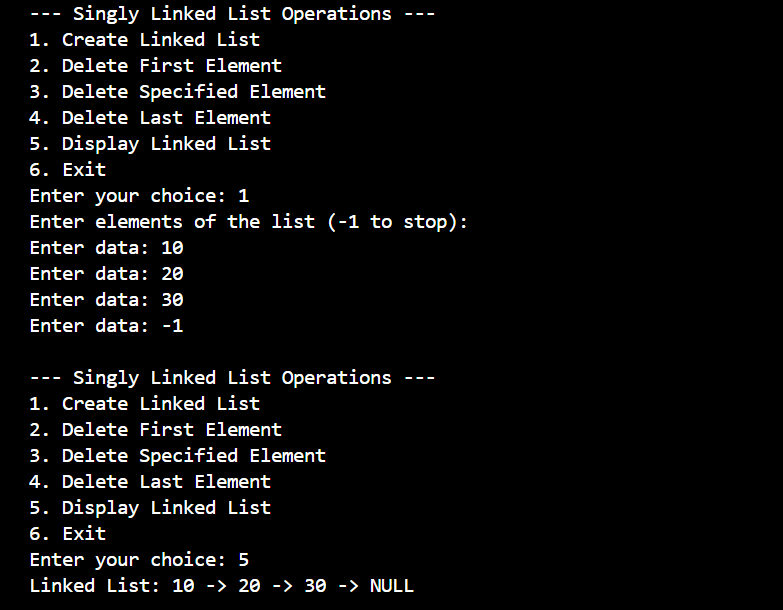 --- Singly Linked List Operations ---
1. Create Linked List
2. Delete First Element
3. Delete Specified Element
4. Delete Last Element
5. Display Linked List
6. Exit
Enter your choice: 1
Enter elements of the list (-1 to stop):
Enter data: 10
Enter data: 20
Enter data: 30
Enter data: -1

--- Singly Linked List Operations ---
1. Create Linked List
2. Delete First Element
3. Delete Specified Element
4. Delete Last Element
5. Display Linked List
6. Exit
Enter your choice: 5
Linked List: 10 -> 20 -> 30 -> NULL